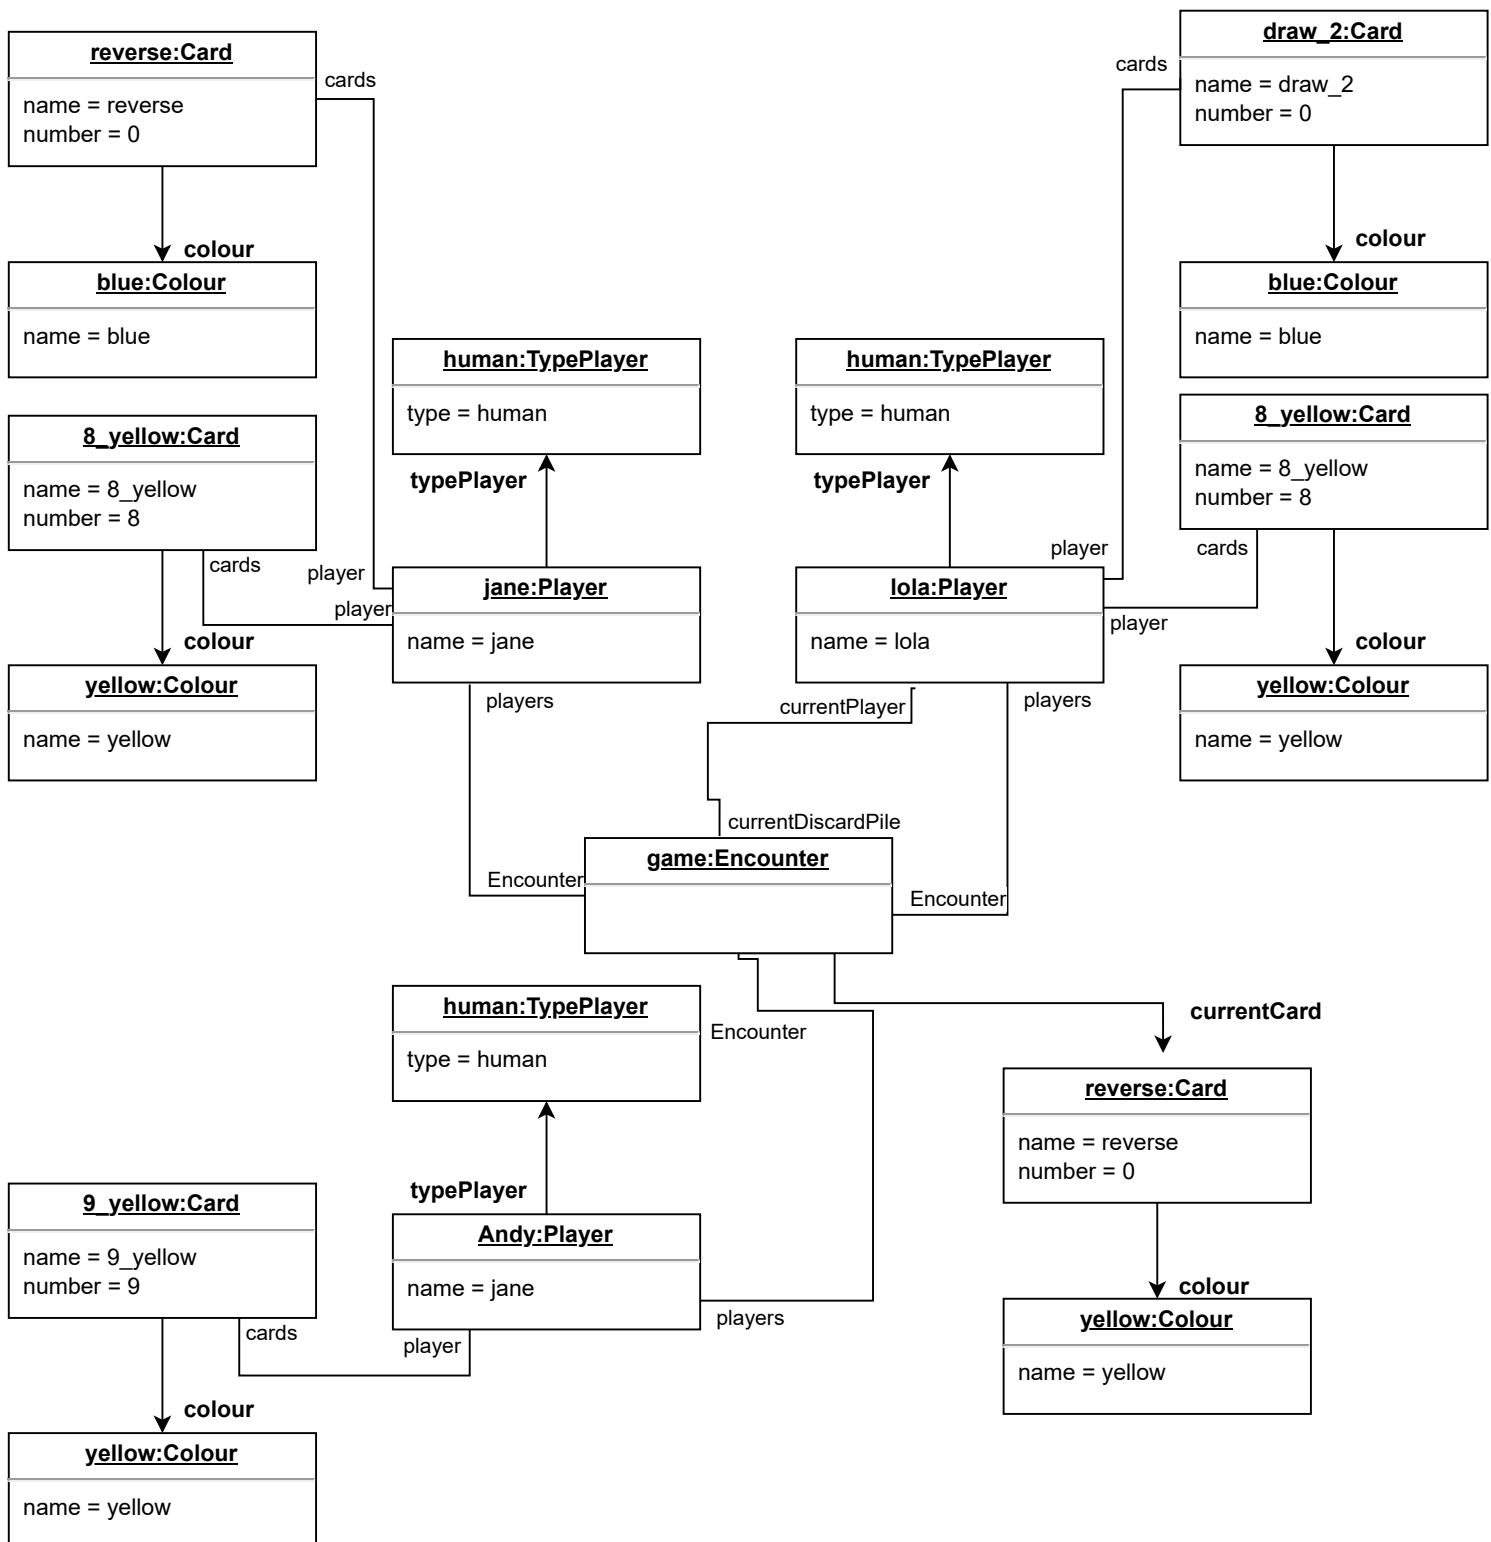 reverse:Card
name = reverse
number = 0
cards
colour
blue:Colour
name = blue
draw_2:Card
name = draw_2
number = 0
cards
colour
blue:Colour
name = blue
human:TypePlayer
type = human
typePlayer
human:TypePlayer
type = human
typePlayer
8_yellow:Card
name = 8_yellow
number = 8
cards
player
player
colour
yellow:Colour
name = yellow
jane:Player
name = jane
players
8_yellow:Card
name = 8_yellow
number = 8
cards
player
player
colour
yellow:Colour
name = yellow
lola:Player
name = lola
currentPlayer
players
currentDiscardPile
game:Encounter
Encounter
Encounter
human:TypePlayer
type = human
Encounter
currentCard
typePlayer
reverse:Card
name = reverse
number = 0
colour
yellow:Colour
name = yellow
9_yellow:Card
name = 9_yellow
number = 9
cards
Andy:Player
name = jane
players
player
colour
yellow:Colour
name = yellow